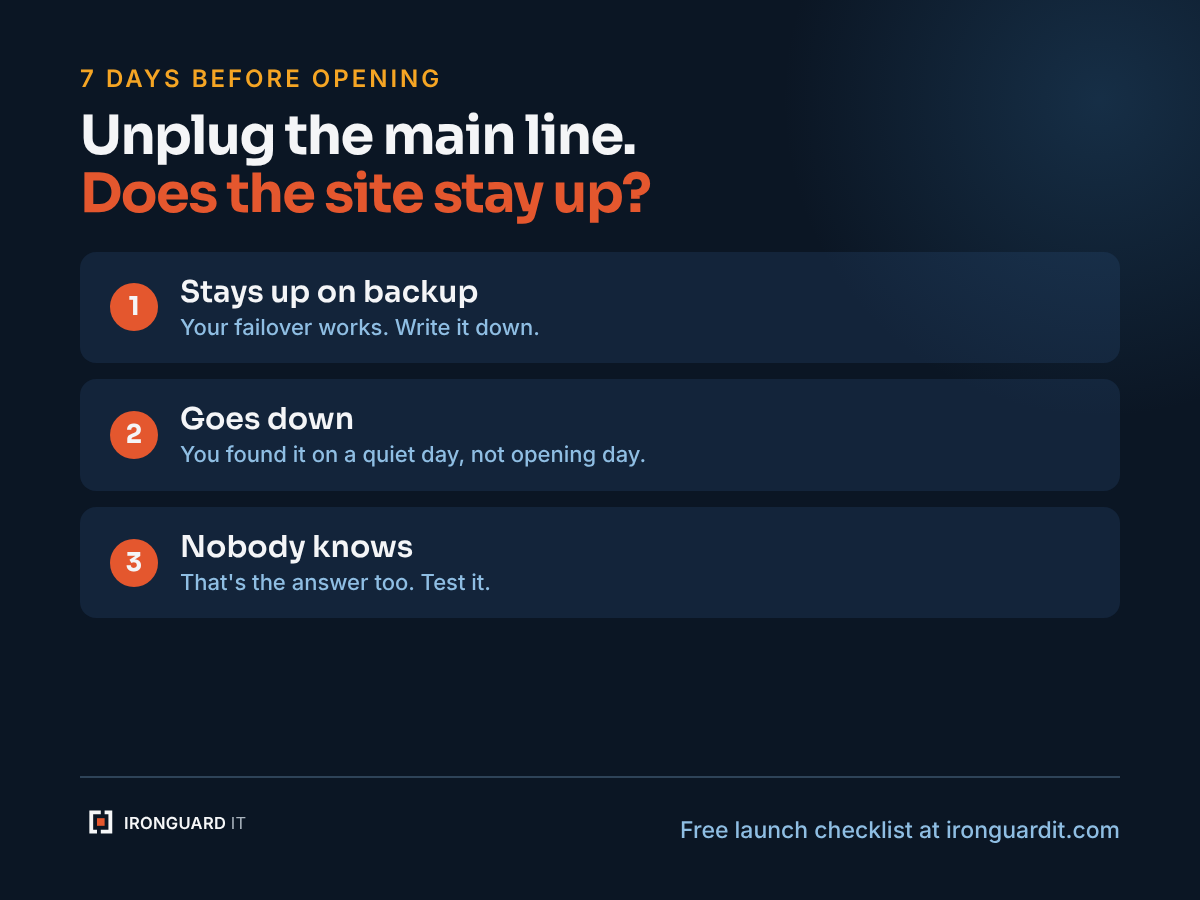 7 DAYS BEFORE OPENING
Unplug the main line.
Does the site stay up?
1
Stays up on backup
Your failover works. Write it down.
2
Goes down
You found it on a quiet day, not opening day.
3
Nobody knows
That's the answer too. Test it.
IRONGUARD IT
Free launch checklist at ironguardit.com